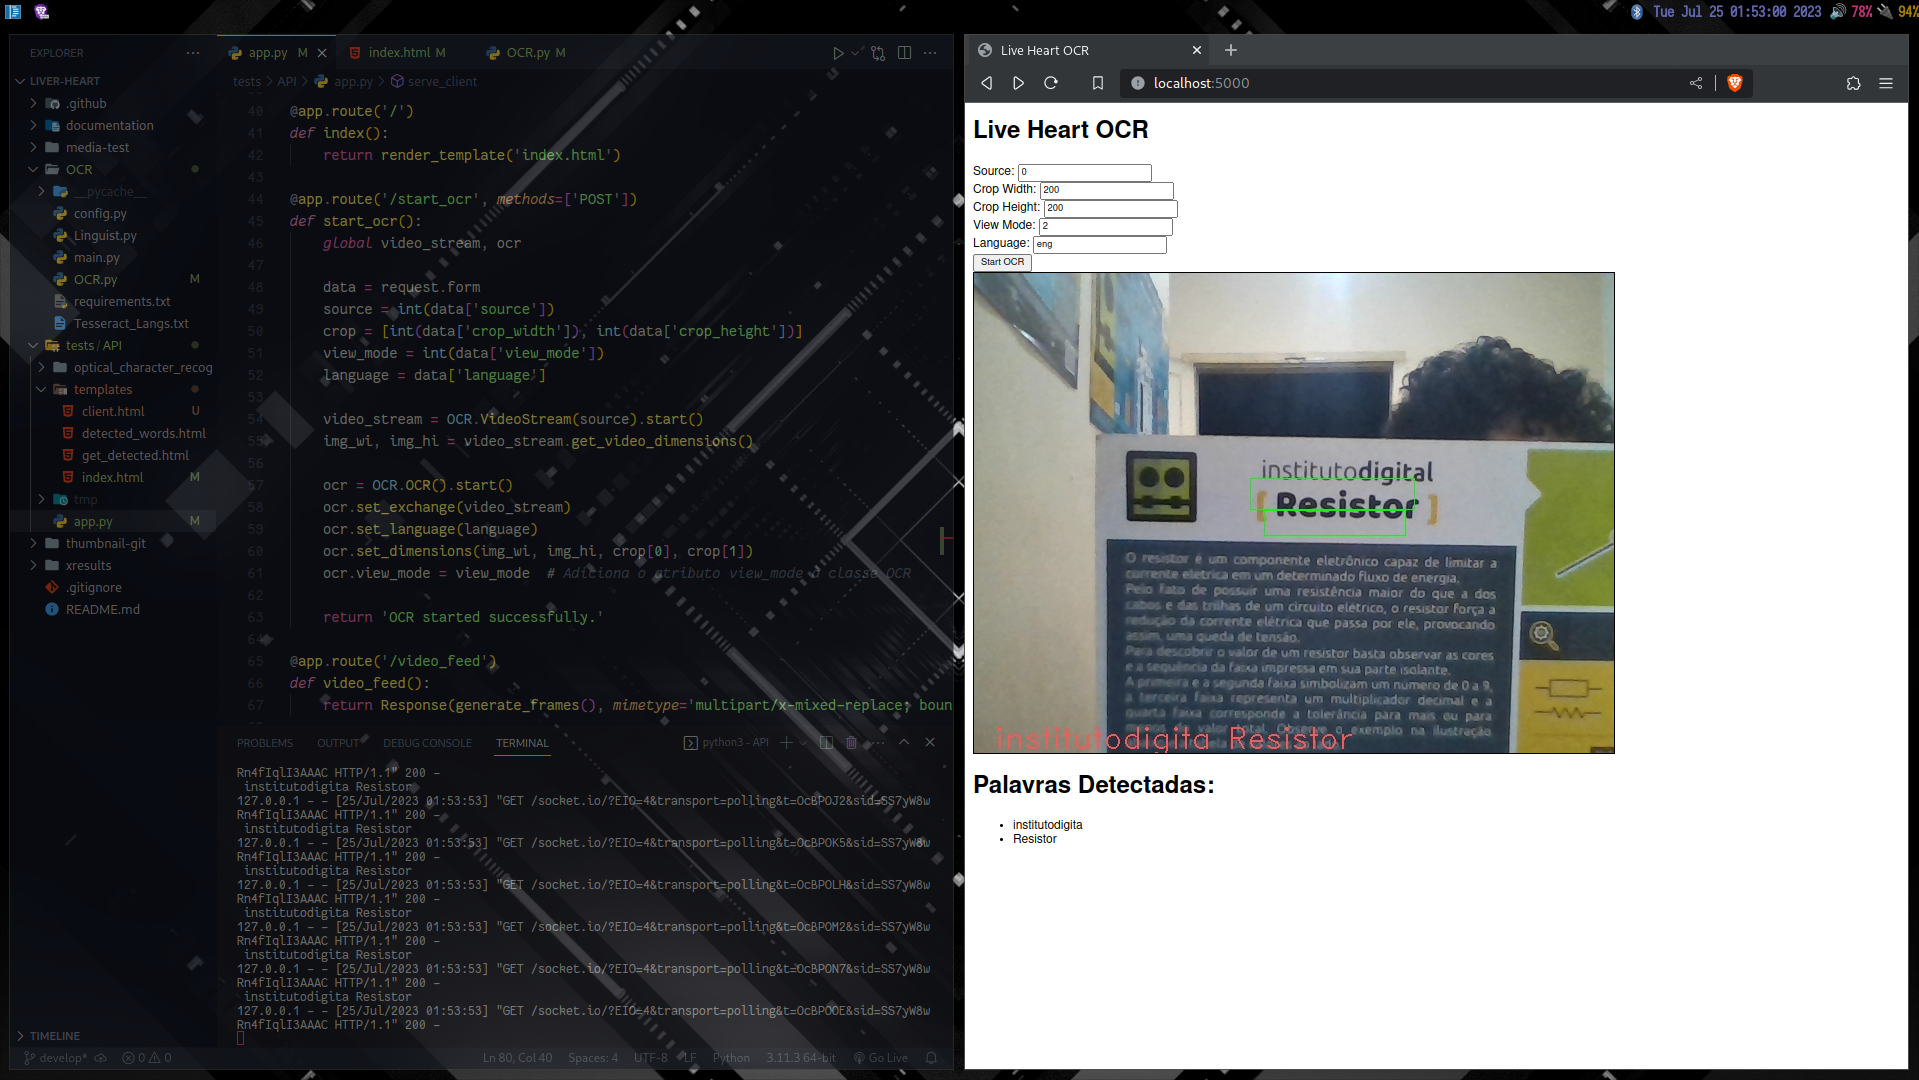 Tue Jul 25 01:53:00 2023 78% 94%
EXPLORER ...
LIVER-HEART
.github
documentation
media-test
OCR
__pycache__
config.py
Linguist.py
main.py
OCR.py M
requirements.txt
Tesseract_Langs.txt
tests / API
optical_character_recog
templates
client.html U
detected_words.html
get_detected.html
index.html M
tmp
app.py M
thumbnail-git
xresults
.gitignore
README.md
TIMELINE
app.py M
index.html M
OCR.py M
tests > API > app.py > serve_client
40 @app.route('/')
41 def index():
42 return render_template('index.html')
43
44 @app.route('/start_ocr', methods=['POST'])
45 def start_ocr():
46 global video_stream, ocr
47
48 data = request.form
49 source = int(data['source'])
50 crop = [int(data['crop_width']), int(data['crop_height'])]
51 view_mode = int(data['view_mode'])
52 language = data['language']
53
54 video_stream = OCR.VideoStream(source).start()
55 img_wi, img_hi = video_stream.get_video_dimensions()
56
57 ocr = OCR.OCR().start()
58 ocr.set_exchange(video_stream)
59 ocr.set_language(language)
60 ocr.set_dimensions(img_wi, img_hi, crop[0], crop[1])
61 ocr.view_mode = view_mode # Adiciona o atributo view_mode à classe OCR
62
63 return 'OCR started successfully.'
64
65 @app.route('/video_feed')
66 def video_feed():
67 return Response(generate_frames(), mimetype='multipart/x-mixed-replace; boun
PROBLEMS OUTPUT DEBUG CONSOLE TERMINAL python3 - API
Rn4fIqlI3AAAC HTTP/1.1" 200 -
institutodigita Resistor
127.0.0.1 - - [25/Jul/2023 01:53:53] "GET /socket.io/?EIO=4&transport=polling&t=OcBPOJ2&sid=SS7yW8w
Rn4fIqlI3AAAC HTTP/1.1" 200 -
institutodigita Resistor
127.0.0.1 - - [25/Jul/2023 01:53:53] "GET /socket.io/?EIO=4&transport=polling&t=OcBPOK5&sid=SS7yW8w
Rn4fIqlI3AAAC HTTP/1.1" 200 -
institutodigita Resistor
127.0.0.1 - - [25/Jul/2023 01:53:53] "GET /socket.io/?EIO=4&transport=polling&t=OcBPOLH&sid=SS7yW8w
Rn4fIqlI3AAAC HTTP/1.1" 200 -
institutodigita Resistor
127.0.0.1 - - [25/Jul/2023 01:53:53] "GET /socket.io/?EIO=4&transport=polling&t=OcBPOM2&sid=SS7yW8w
Rn4fIqlI3AAAC HTTP/1.1" 200 -
institutodigita Resistor
127.0.0.1 - - [25/Jul/2023 01:53:53] "GET /socket.io/?EIO=4&transport=polling&t=OcBPON7&sid=SS7yW8w
Rn4fIqlI3AAAC HTTP/1.1" 200 -
institutodigita Resistor
127.0.0.1 - - [25/Jul/2023 01:53:53] "GET /socket.io/?EIO=4&transport=polling&t=OcBPOOE&sid=SS7yW8w
Rn4fIqlI3AAAC HTTP/1.1" 200 -
develop* 0 0 Ln 80, Col 40 Spaces: 4 UTF-8 LF Python 3.11.3 64-bit Go Live
Live Heart OCR
localhost:5000
Live Heart OCR
Source: 0
Crop Width: 200
Crop Height: 200
View Mode: 2
Language: eng
Start OCR
institutodigital
[ Resistor ]
O resistor é um componente eletrônico capaz de limitar a
corrente elétrica em um determinado fluxo de energia.
Pelo fato de possuir uma resistência maior do que a dos
cabos e das trilhas de um circuito elétrico, o resistor força a
redução da corrente elétrica que passa por ele, provocando
assim, uma queda de tensão.
Para descobrir o valor de um resistor basta observar as cores
e a sequência da faixa impressa em sua parte isolante.
A primeira e a segunda faixa simbolizam um número de 0 a 9,
a terceira faixa representa um multiplicador decimal e a
quarta faixa corresponde a tolerância para mais ou para
valor total. Observe o exemplo na ilustração
institutodigita Resistor
Palavras Detectadas:
• institutodigita
• Resistor